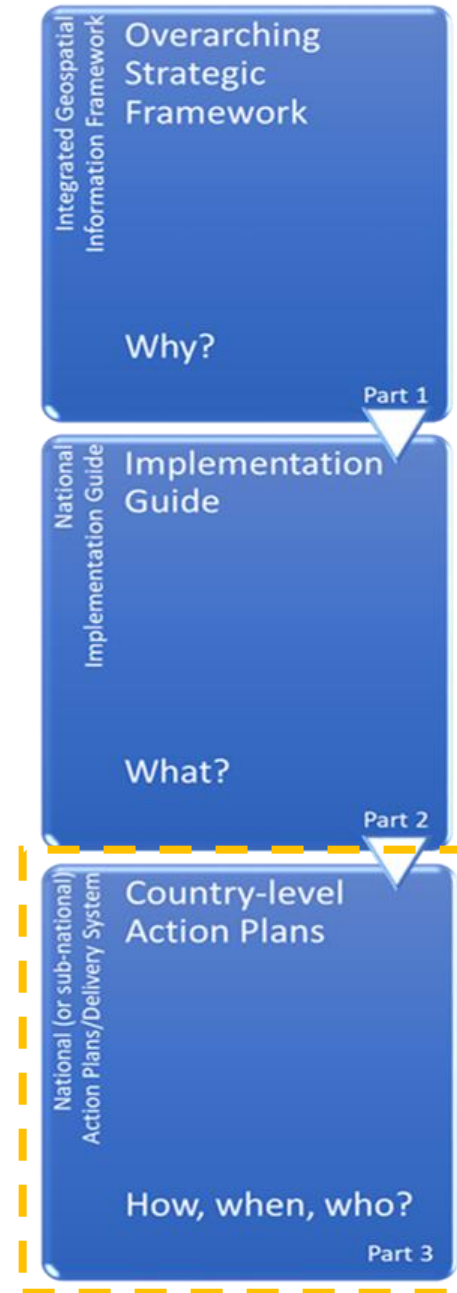 Integrated Geospatial
Information Framework
Overarching
Strategic
Framework
Why?
Part 1
National
Implementation Guide
Implementation
Guide
What?
Part 2
National (or sub-national)
Action Plans/Delivery System
Country-level
Action Plans
How, when, who?
Part 3